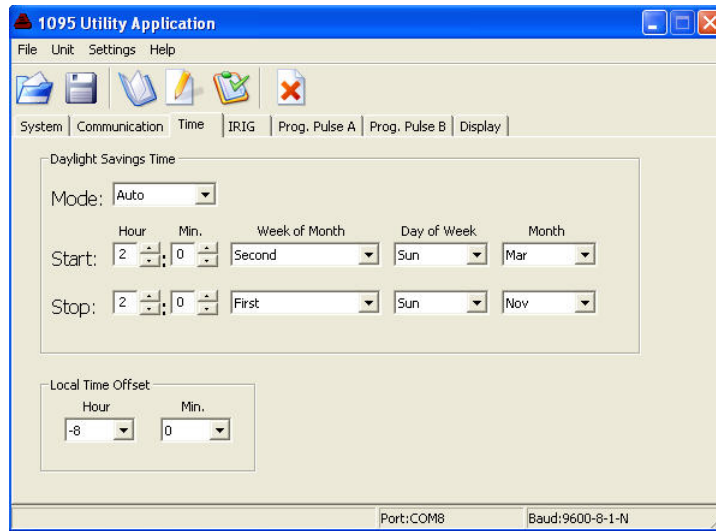 1095 Utility Application
File Unit Settings Help
System Communication Time IRIG Prog. Pulse A Prog. Pulse B Display
Daylight Savings Time
Mode: Auto
Hour Min. Week of Month Day of Week Month
Start: 2 : 0 Second Sun Mar
Stop: 2 : 0 First Sun Nov
Local Time Offset
Hour Min.
-8 0
Port:COM8 Baud:9600-8-1-N